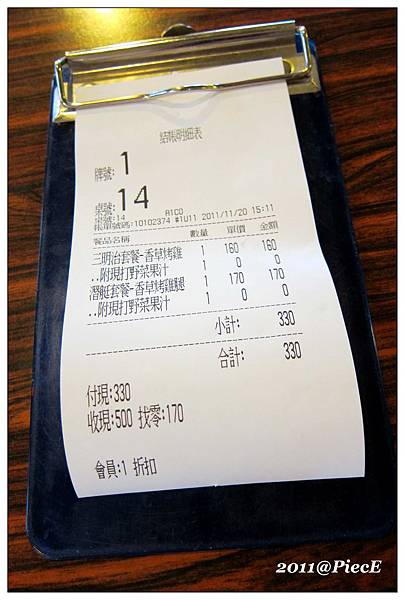 結帳明細表
牌號: 1
桌號: 14
桌號:14 RICO
帳單號碼:10102374 #1U11 2011/11/20 15:11
餐品名稱 數量 單價 金額
三明治套餐-香草烤雞 1 160 160
..附現打野菜果汁 1 0 0
潛艇套餐-香草烤雞腿 1 170 170
..附現打野菜果汁 1 0 0
小計: 330
合計: 330
付現:330
收現:500 找零:170
會員:1 折扣
2011@PiecE